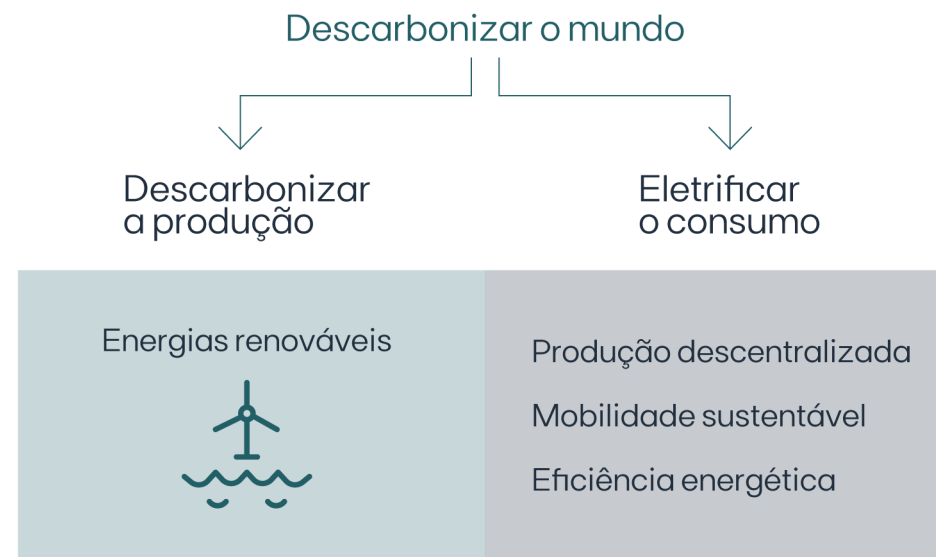 Descarbonizar o mundo
Descarbonizar
a produção
Eletrificar
o consumo
Energias renováveis
Produção descentralizada
Mobilidade sustentável
Eficiência energética